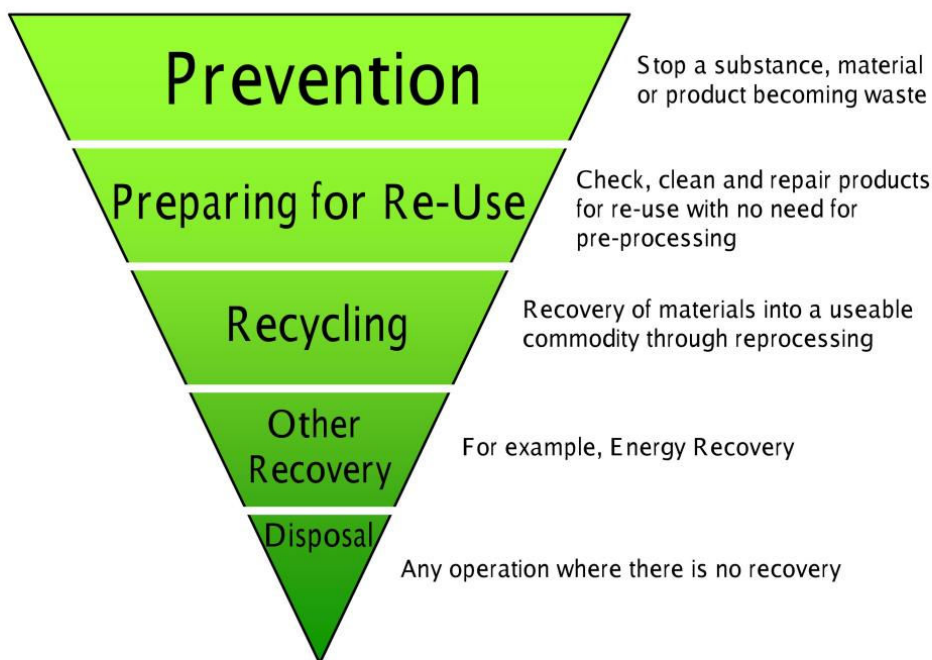 Prevention
Stop a substance, material
or product becoming waste
Preparing for Re-Use
Check, clean and repair products
for re-use with no need for
pre-processing
Recycling
Recovery of materials into a useable
commodity through reprocessing
Other
Recovery
For example, Energy Recovery
Disposal
Any operation where there is no recovery